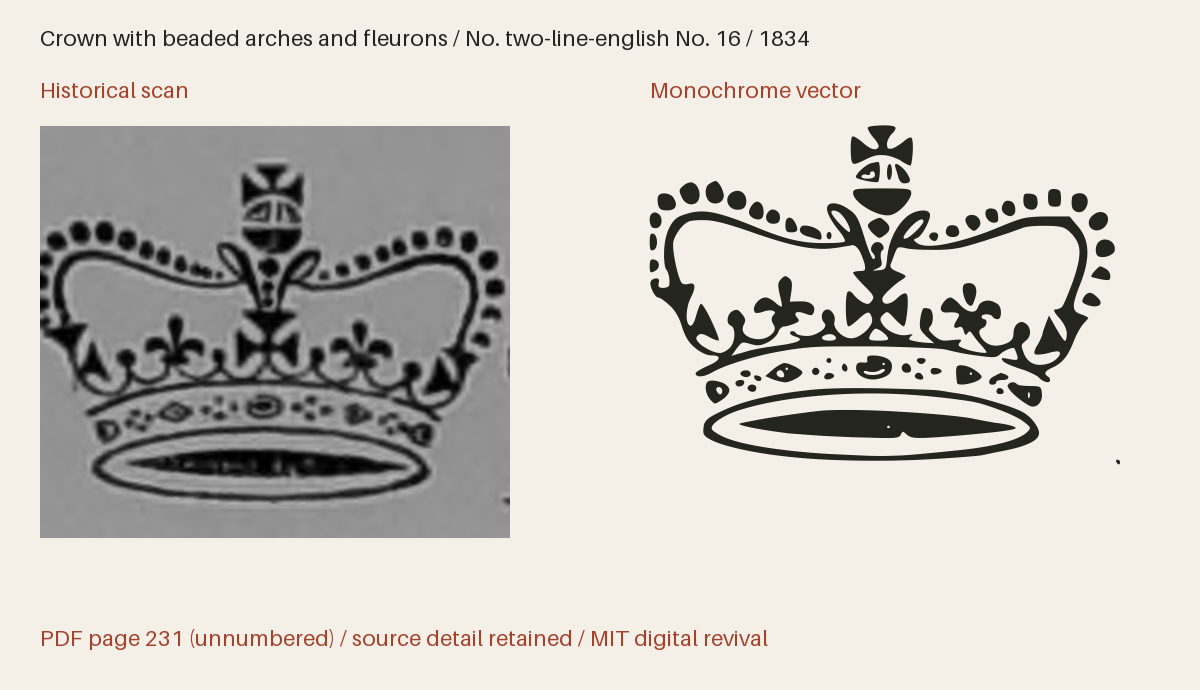 Crown with beaded arches and fleurons / No. two-line-english No. 16 / 1834
Historical scan
Monochrome vector
PDF page 231 (unnumbered) / source detail retained / MIT digital revival